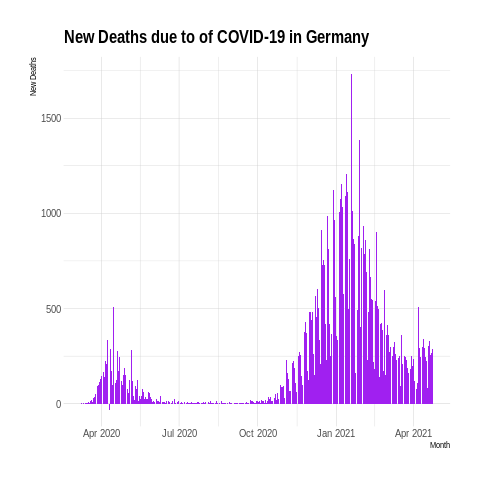 New Deaths due to of COVID-19 in Germany
New Deaths
1500
1000
500
0
Apr 2020 Jul 2020 Oct 2020 Jan 2021 Apr 2021
Month